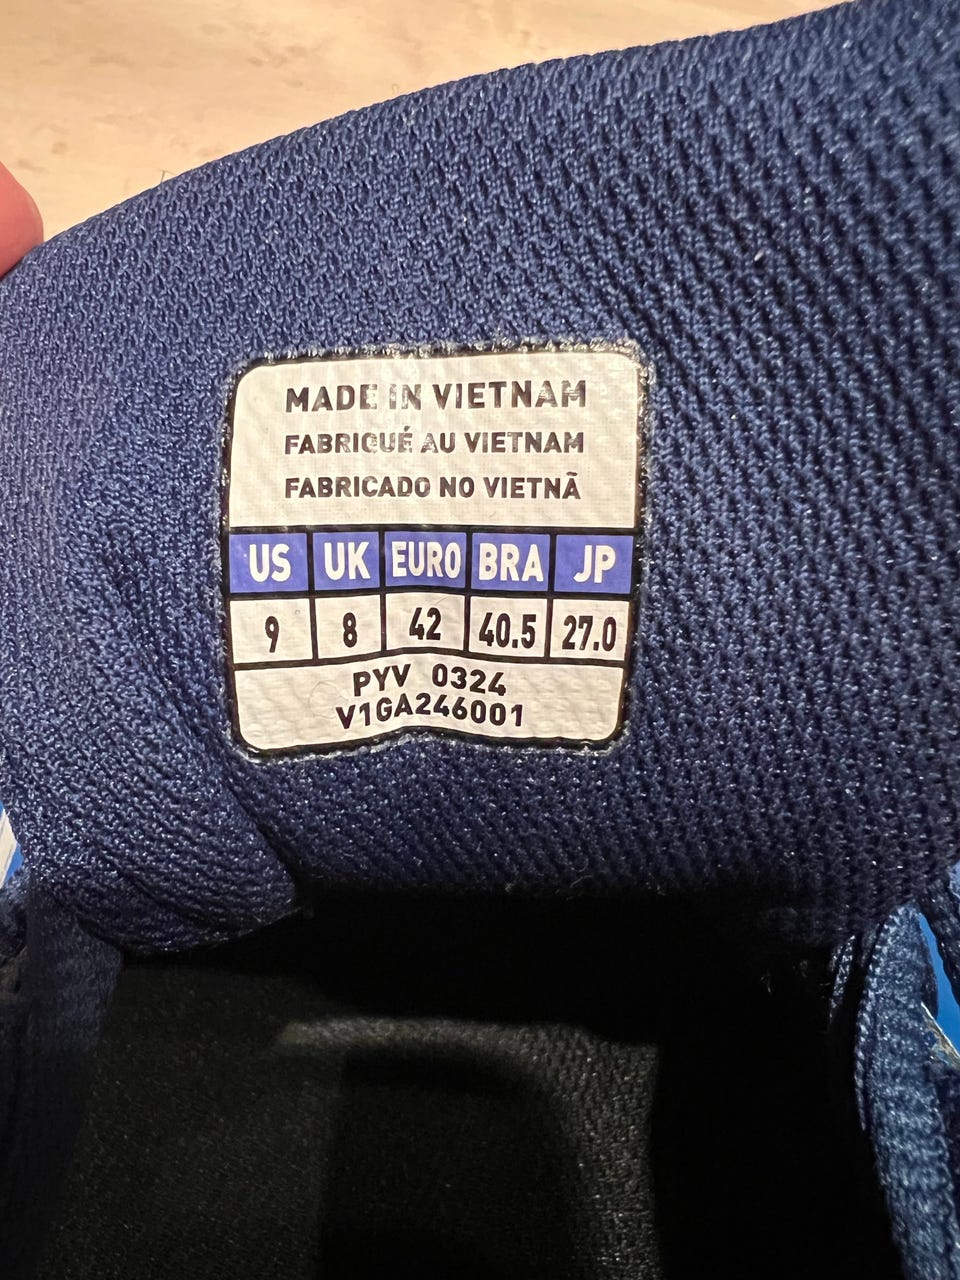 MADE IN VIETNAM
FABRIQUÉ AU VIETNAM
FABRICADO NO VIETNÃ
US UK EURO BRA JP
9 8 42 40.5 27.0
PYV 0324
V1GA246001